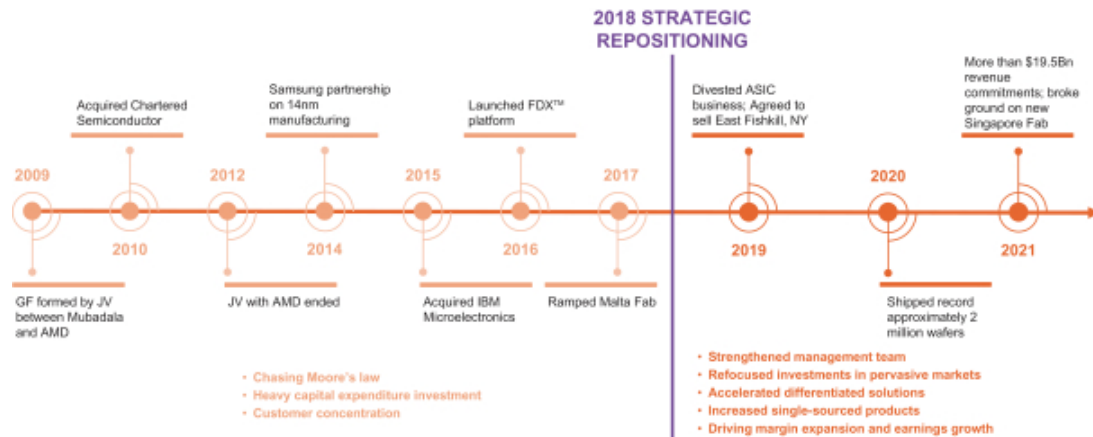 2018 STRATEGIC
REPOSITIONING
Acquired Chartered
Semiconductor
Samsung partnership
on 14nm
manufacturing
Launched FDX™
platform
Divested ASIC
business; Agreed to
sell East Fishkill, NY
More than $19.5Bn
revenue
commitments; broke
ground on new
Singapore Fab
2009
2012
2015
2017
2020
2010
2014
2016
2019
2021
GF formed by JV
between Mubadala
and AMD
JV with AMD ended
Acquired IBM
Microelectronics
Ramped Malta Fab
Shipped record
approximately 2
million wafers
• Chasing Moore's law
• Heavy capital expenditure investment
• Customer concentration
• Strengthened management team
• Refocused investments in pervasive markets
• Accelerated differentiated solutions
• Increased single-sourced products
• Driving margin expansion and earnings growth